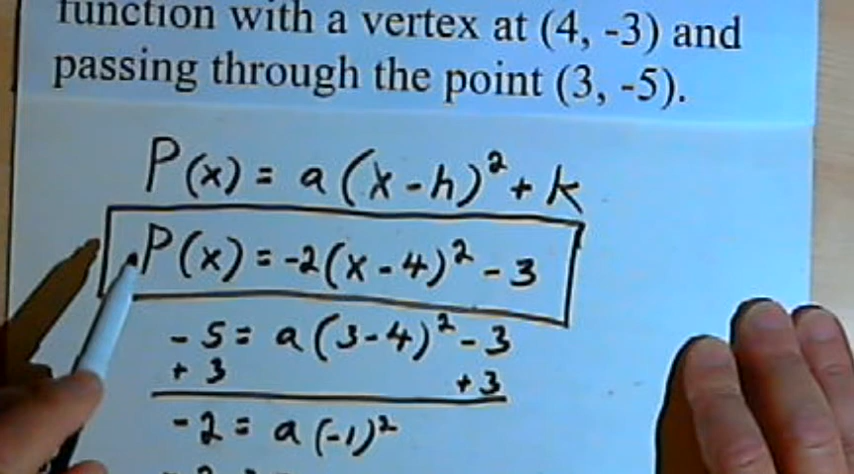 function with a vertex at (4, -3) and
passing through the point (3, -5).
P(x) = a(x-h)² + k
P(x) = -2(x-4)² - 3
-5 = a(3-4)² - 3
+3 +3
-2 = a(-1)²